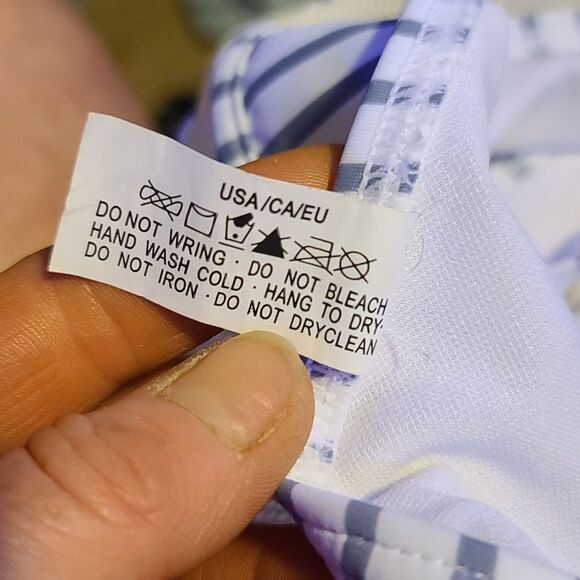 USA/CA/EU
DO NOT WRING · DO NOT BLEACH
HAND WASH COLD · HANG TO DRY·
DO NOT IRON · DO NOT DRYCLEAN